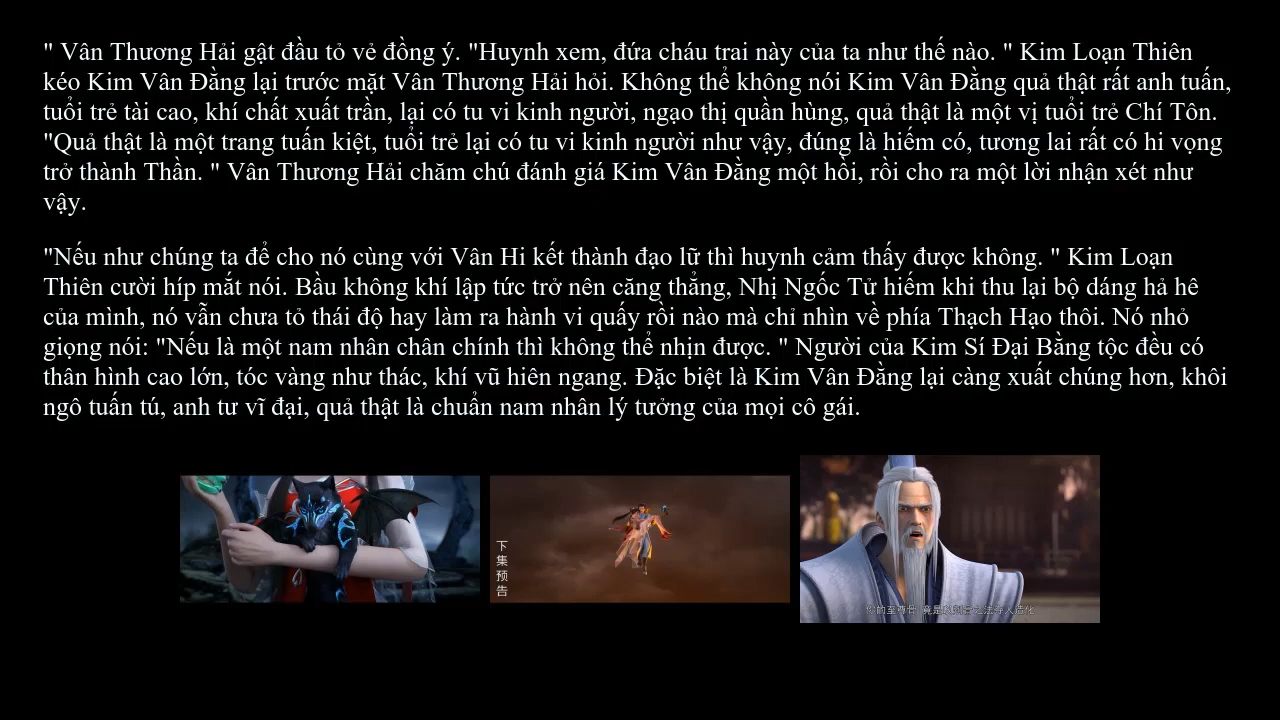 " Vân Thương Hải gật đầu tỏ vẻ đồng ý. "Huynh xem, đứa cháu trai này của ta như thế nào. " Kim Loạn Thiên
kéo Kim Vân Đằng lại trước mặt Vân Thương Hải hỏi. Không thể không nói Kim Vân Đằng quả thật rất anh tuấn,
tuổi trẻ tài cao, khí chất xuất trần, lại có tu vi kinh người, ngạo thị quần hùng, quả thật là một vị tuổi trẻ Chí Tôn.
"Quả thật là một trang tuấn kiệt, tuổi trẻ lại có tu vi kinh người như vậy, đúng là hiếm có, tương lai rất có hi vọng
trở thành Thần. " Vân Thương Hải chăm chú đánh giá Kim Vân Đằng một hồi, rồi cho ra một lời nhận xét như
vậy.
"Nếu như chúng ta để cho nó cùng với Vân Hi kết thành đạo lữ thì huynh cảm thấy được không. " Kim Loạn
Thiên cười híp mắt nói. Bầu không khí lập tức trở nên căng thẳng, Nhị Ngốc Tử hiếm khi thu lại bộ dáng hả hê
của mình, nó vẫn chưa tỏ thái độ hay làm ra hành vi quấy rồi nào mà chỉ nhìn về phía Thạch Hạo thôi. Nó nhỏ
giọng nói: "Nếu là một nam nhân chân chính thì không thể nhịn được. " Người của Kim Sí Đại Bằng tộc đều có
thân hình cao lớn, tóc vàng như thác, khí vũ hiên ngang. Đặc biệt là Kim Vân Đằng lại càng xuất chúng hơn, khôi
ngô tuấn tú, anh tư vĩ đại, quả thật là chuẩn nam nhân lý tưởng của mọi cô gái.
下集预告
你的至尊骨 竟是以